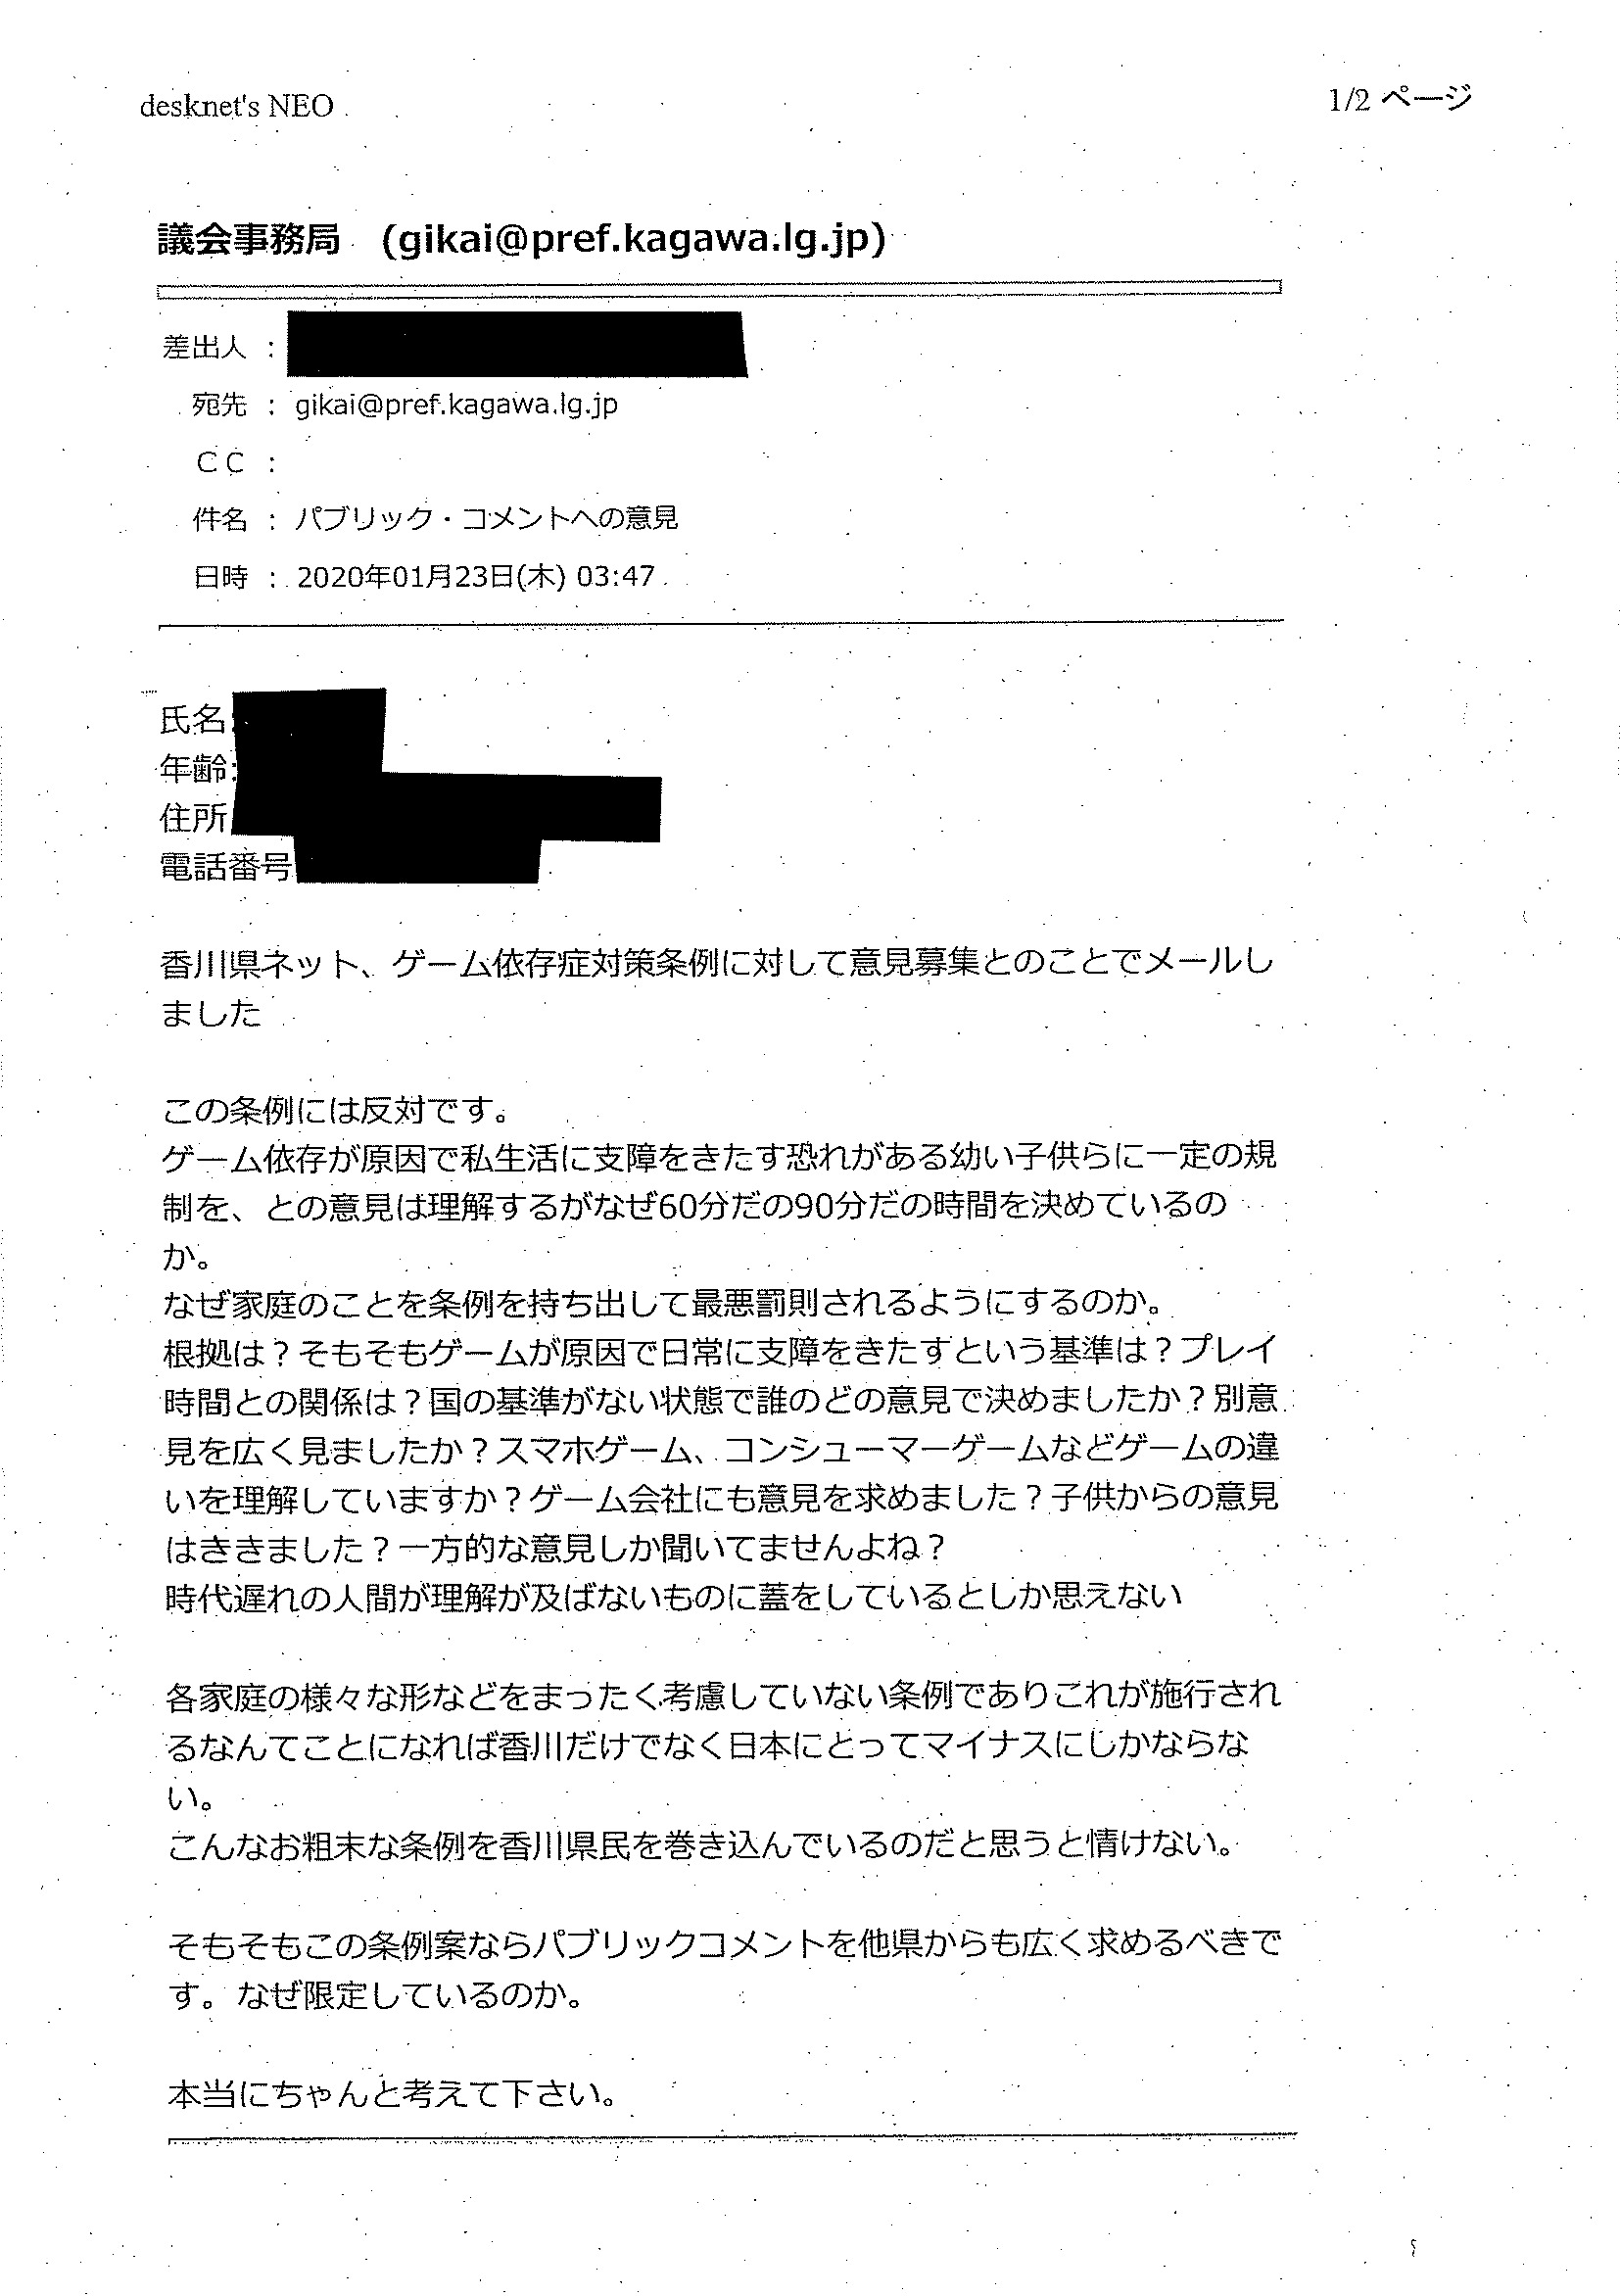 desknet's NEO
1/2 ページ
議会事務局 (gikai@pref.kagawa.lg.jp)
差出人 :
宛先 : gikai@pref.kagawa.lg.jp
ＣＣ :
件名 : パブリック・コメントへの意見
日時 : 2020年01月23日(木) 03:47
氏名:
年齢:
住所
電話番号
香川県ネット、ゲーム依存症対策条例に対して意見募集とのことでメールし
ました
この条例には反対です。
ゲーム依存が原因で私生活に支障をきたす恐れがある幼い子供らに一定の規
制を、との意見は理解するがなぜ60分だの90分だの時間を決めているの
か。
なぜ家庭のことを条例を持ち出して最悪罰則されるようにするのか。
根拠は？そもそもゲームが原因で日常に支障をきたすという基準は？プレイ
時間との関係は？国の基準がない状態で誰のどの意見で決めましたか？別意
見を広く見ましたか？スマホゲーム、コンシューマーゲームなどゲームの違
いを理解していますか？ゲーム会社にも意見を求めました？子供からの意見
はききました？一方的な意見しか聞いてませんよね？
時代遅れの人間が理解が及ばないものに蓋をしているとしか思えない
各家庭の様々な形などをまったく考慮していない条例でありこれが施行され
るなんてことになれば香川だけでなく日本にとってマイナスにしかならな
い。
こんなお粗末な条例を香川県民を巻き込んでいるのだと思うと情けない。
そもそもこの条例案ならパブリックコメントを他県からも広く求めるべきで
す。なぜ限定しているのか。
本当にちゃんと考えて下さい。